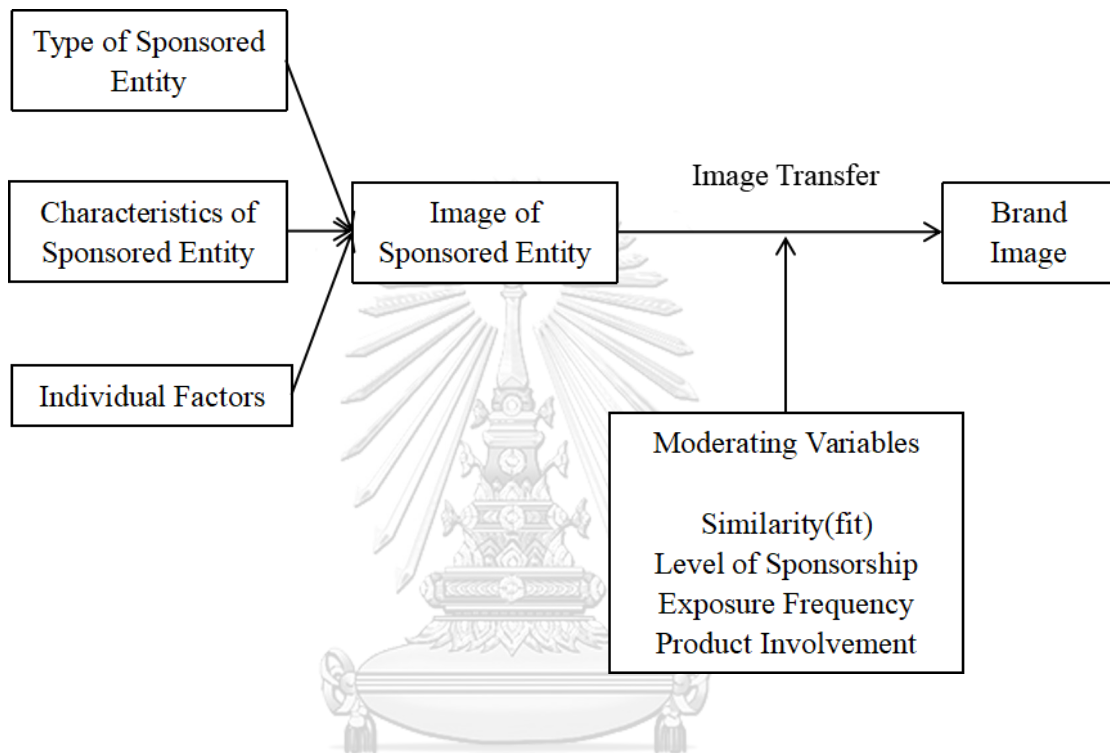 Type of Sponsored
Entity
Characteristics of
Sponsored Entity
Individual Factors
Image of
Sponsored Entity
Image Transfer
Brand
Image
Moderating Variables
Similarity(fit)
Level of Sponsorship
Exposure Frequency
Product Involvement